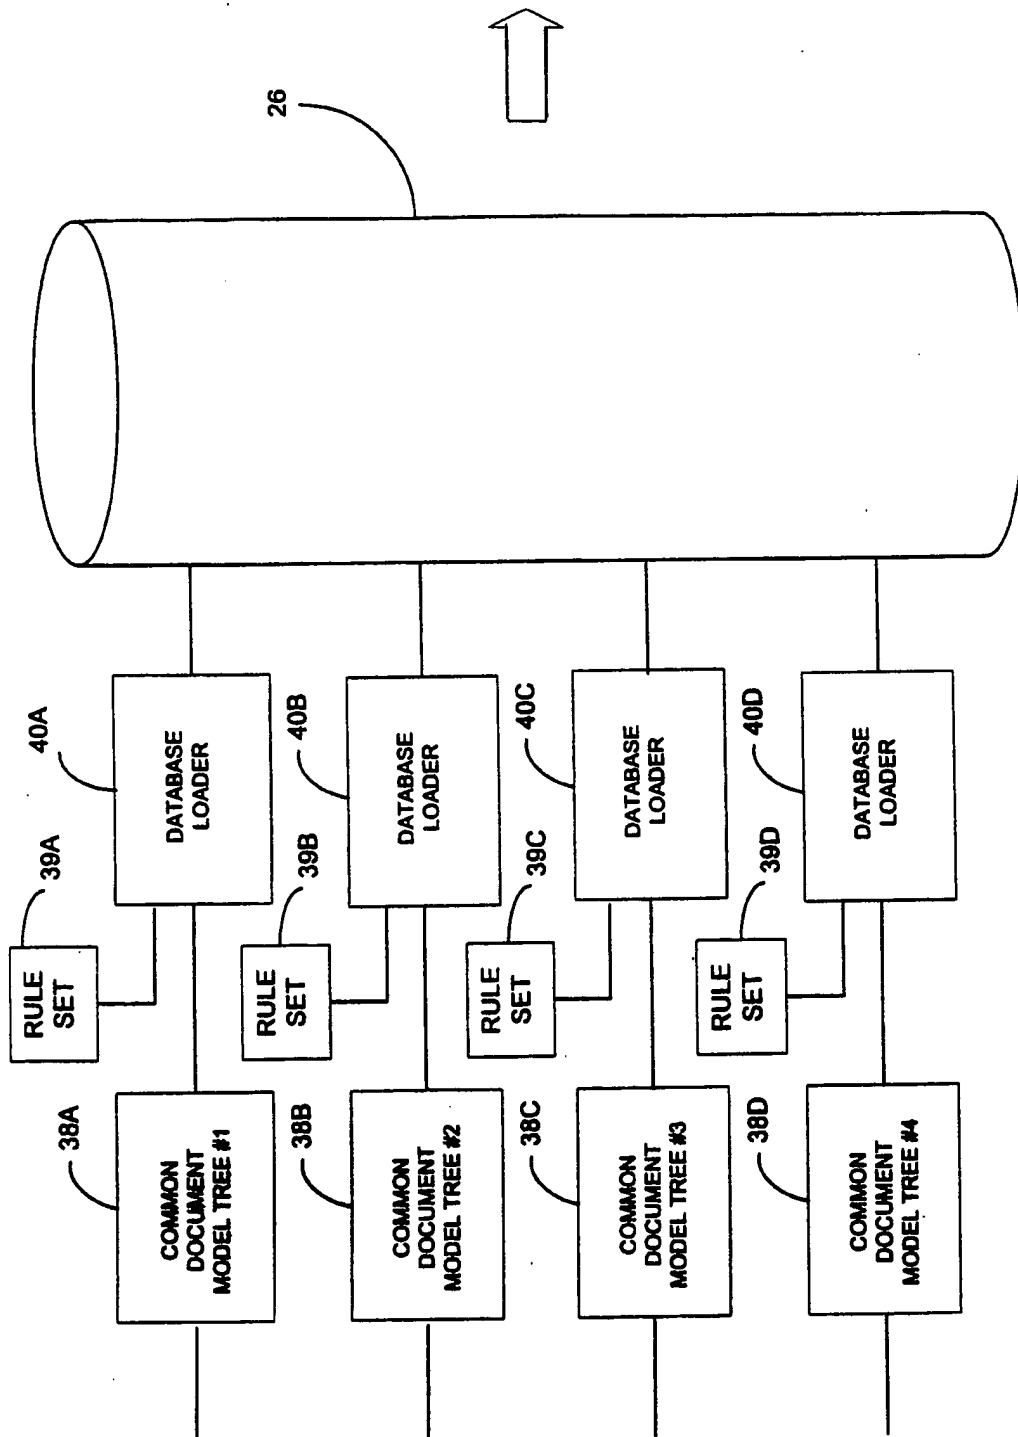 26
40A
DATABASE
LOADER
40B
DATABASE
LOADER
40C
DATABASE
LOADER
40D
DATABASE
LOADER
39A
RULE
SET
39B
RULE
SET
39C
RULE
SET
39D
RULE
SET
38A
COMMON
DOCUMENT
MODEL TREE #1
38B
COMMON
DOCUMENT
MODEL TREE #2
38C
COMMON
DOCUMENT
MODEL TREE #3
38D
COMMON
DOCUMENT
MODEL TREE #4